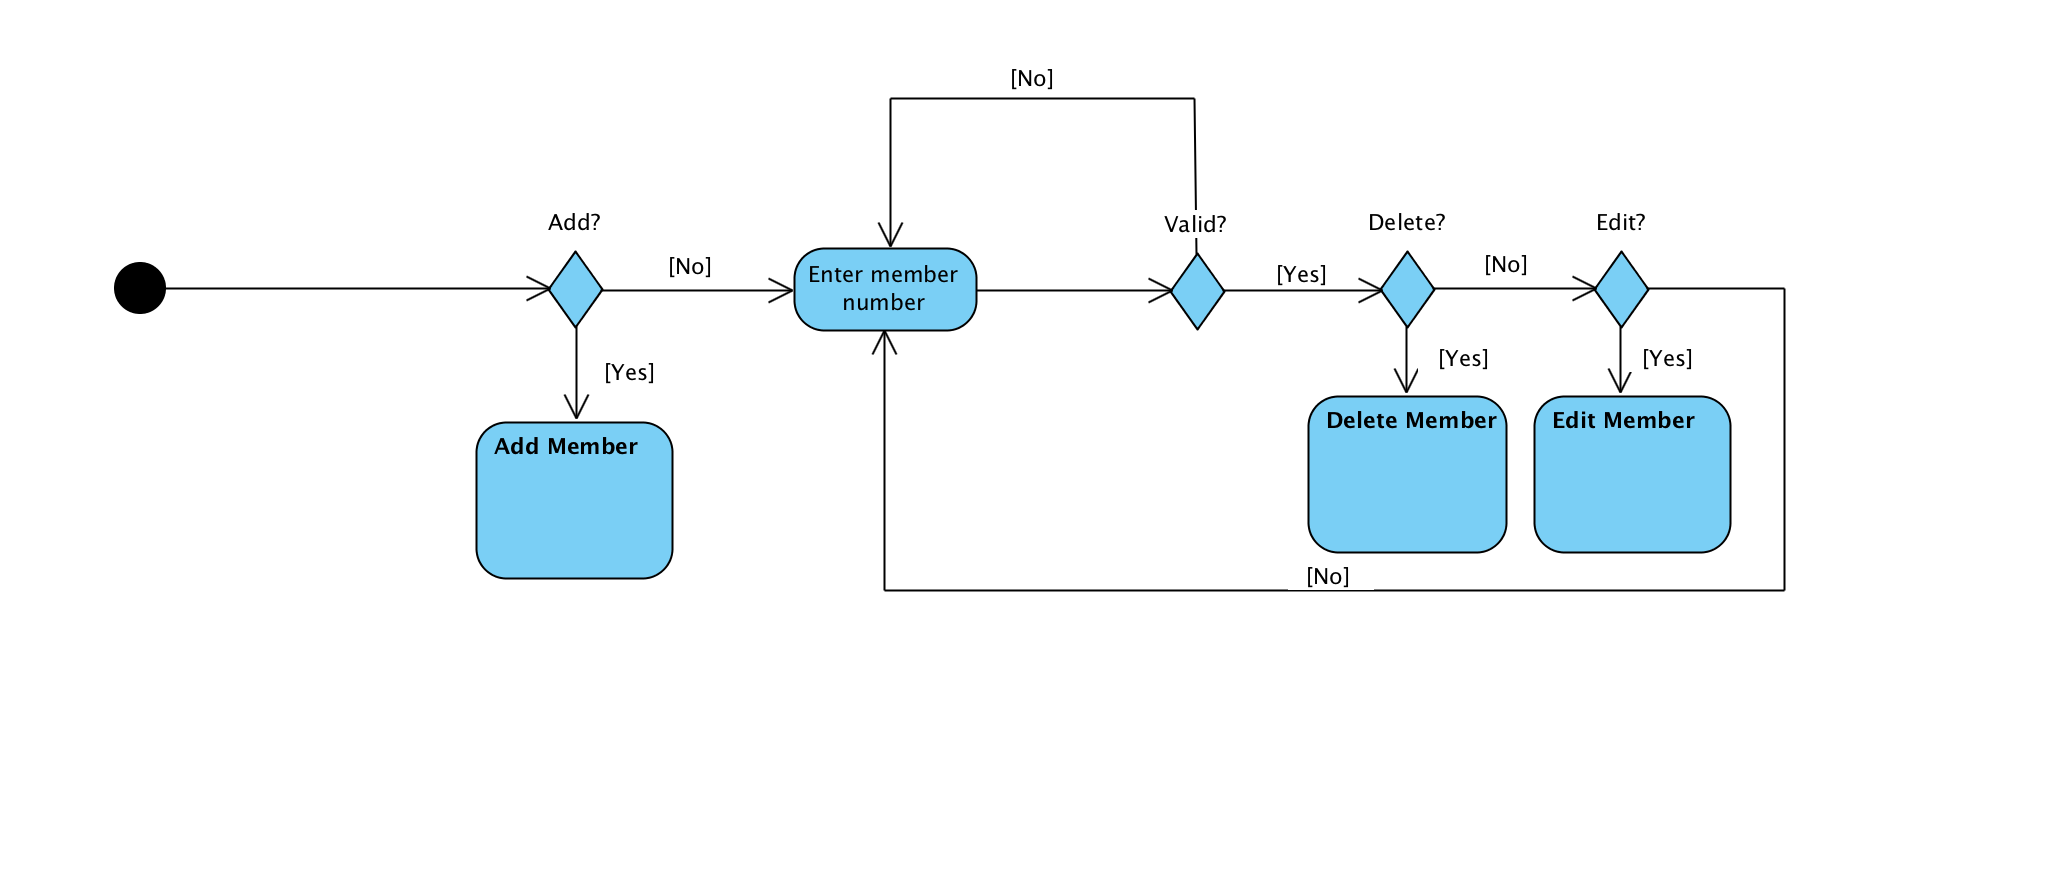 [No]
Add?
Valid?
Delete?
Edit?
[No]
Enter member
number
[Yes]
[No]
[Yes]
[Yes]
[Yes]
Add Member
Delete Member
Edit Member
[No]